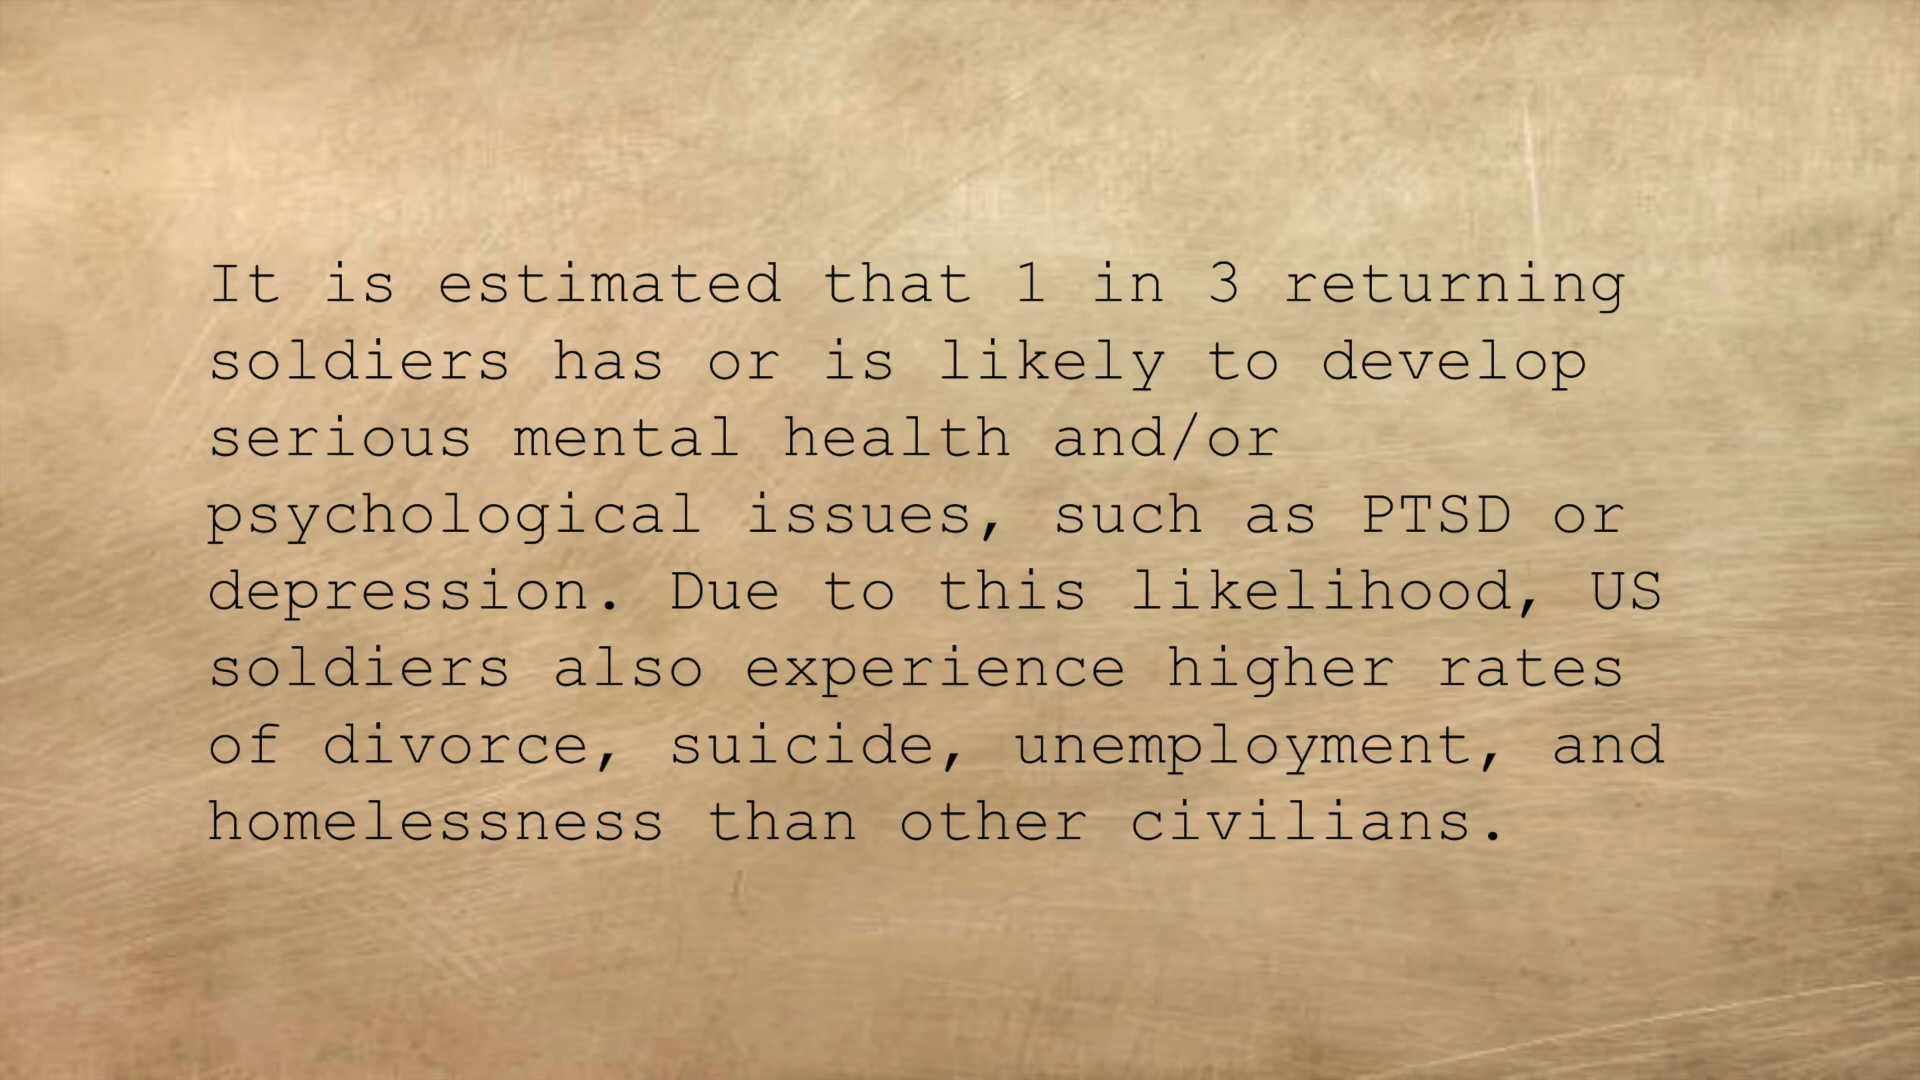 It is estimated that 1 in 3 returning
soldiers has or is likely to develop
serious mental health and/or
psychological issues, such as PTSD or
depression. Due to this likelihood, US
soldiers also experience higher rates
of divorce, suicide, unemployment, and
homelessness than other civilians.